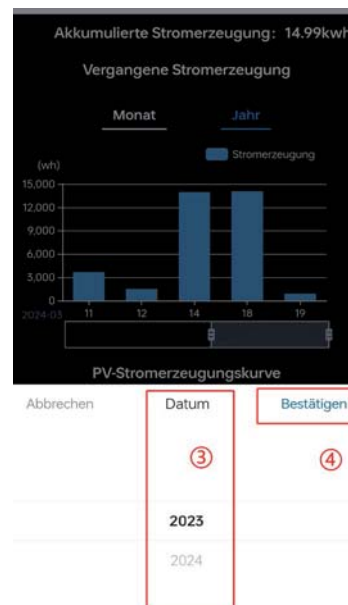 Akkumulierte Stromerzeugung: 14.99kwh
Vergangene Stromerzeugung
Monat Jahr
Stromerzeugung
(wh)
15,000
12,000
9,000
6,000
3,000
0
2024-03 11 12 14 18 19
PV-Stromerzeugungskurve
Abbrechen Datum Bestätigen
③ ④
2023
2024